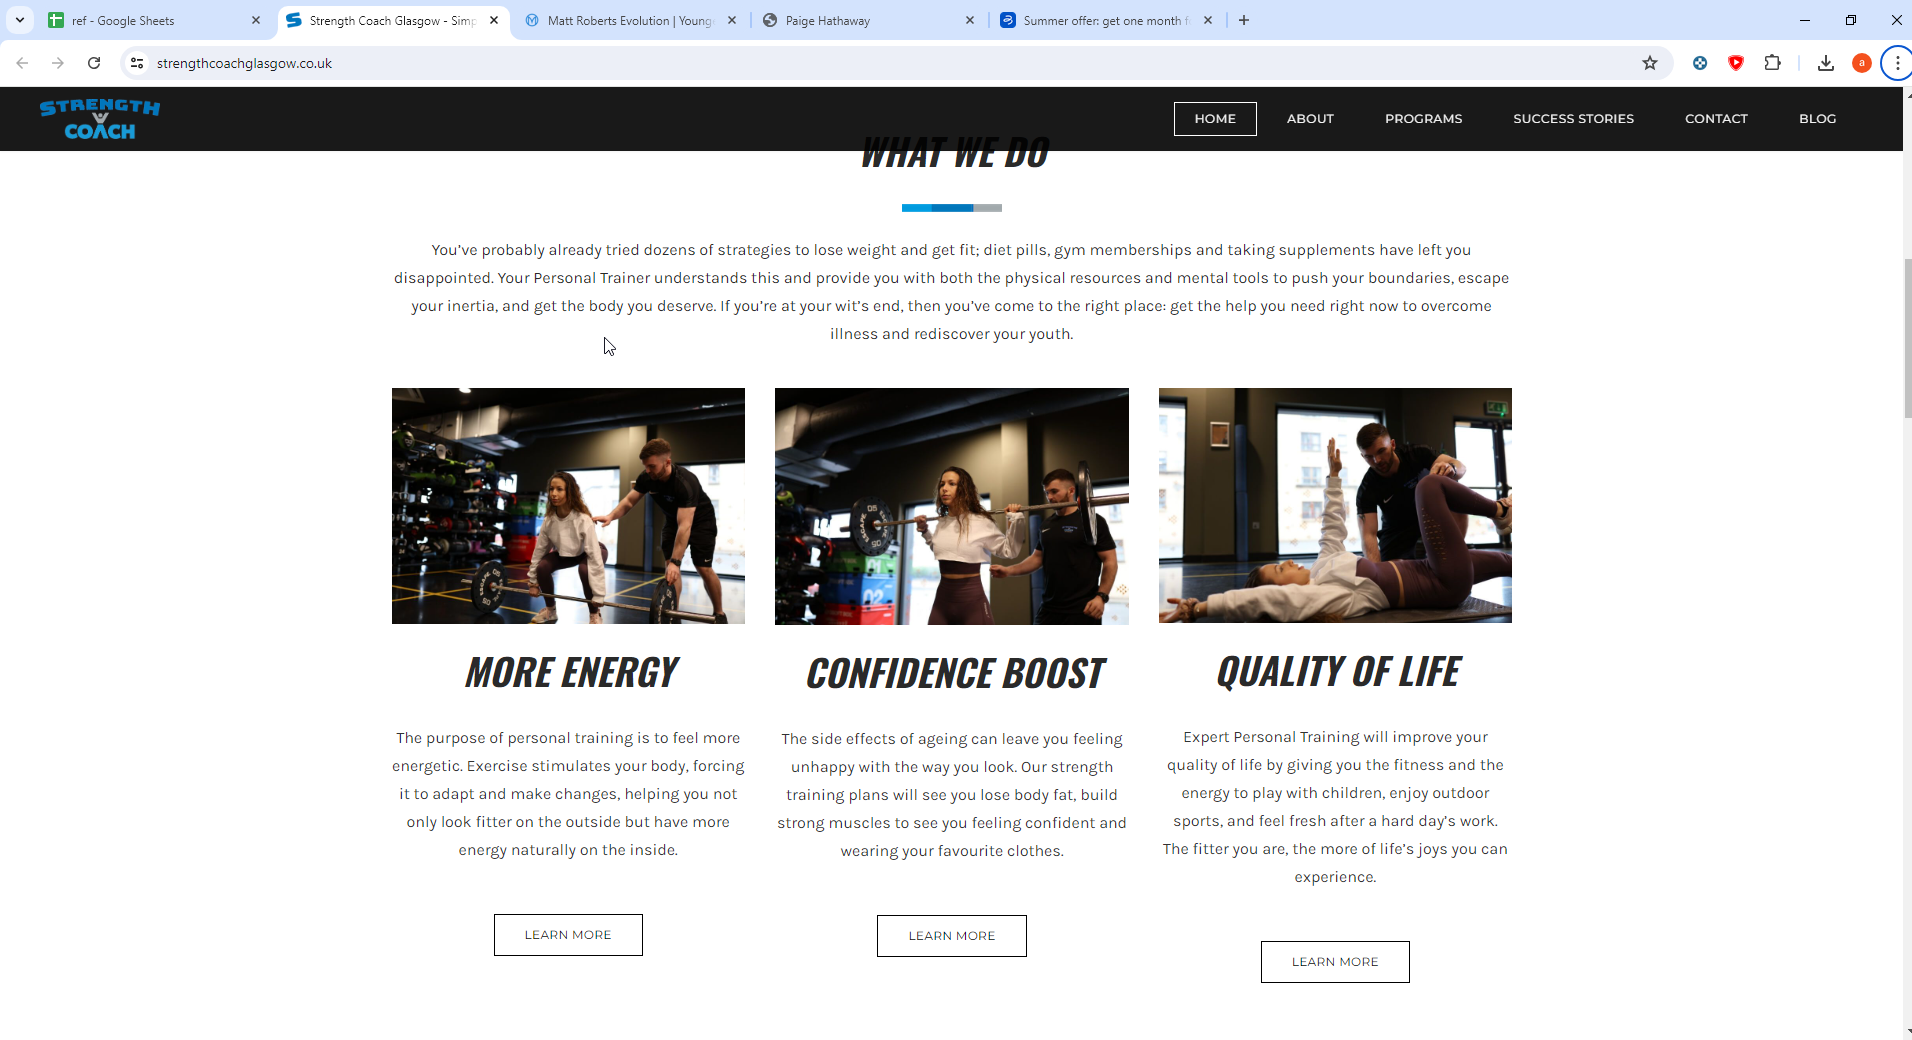 ref - Google Sheets
Strength Coach Glasgow - Simp
Matt Roberts Evolution | Young
Paige Hathaway
Summer offer: get one month f
strengthcoachglasgow.co.uk
a
STRENGTH
COACH
HOME
ABOUT
PROGRAMS
SUCCESS STORIES
CONTACT
BLOG
WHAT WE DO
You've probably already tried dozens of strategies to lose weight and get fit; diet pills, gym memberships and taking supplements have left you
disappointed. Your Personal Trainer understands this and provide you with both the physical resources and mental tools to push your boundaries, escape
your inertia, and get the body you deserve. If you're at your wit's end, then you've come to the right place: get the help you need right now to overcome
illness and rediscover your youth.
MORE ENERGY
The purpose of personal training is to feel more
energetic. Exercise stimulates your body, forcing
it to adapt and make changes, helping you not
only look fitter on the outside but have more
energy naturally on the inside.
LEARN MORE
CONFIDENCE BOOST
The side effects of ageing can leave you feeling
unhappy with the way you look. Our strength
training plans will see you lose body fat, build
strong muscles to see you feeling confident and
wearing your favourite clothes.
LEARN MORE
QUALITY OF LIFE
Expert Personal Training will improve your
quality of life by giving you the fitness and the
energy to play with children, enjoy outdoor
sports, and feel fresh after a hard day's work.
The fitter you are, the more of life's joys you can
experience.
LEARN MORE